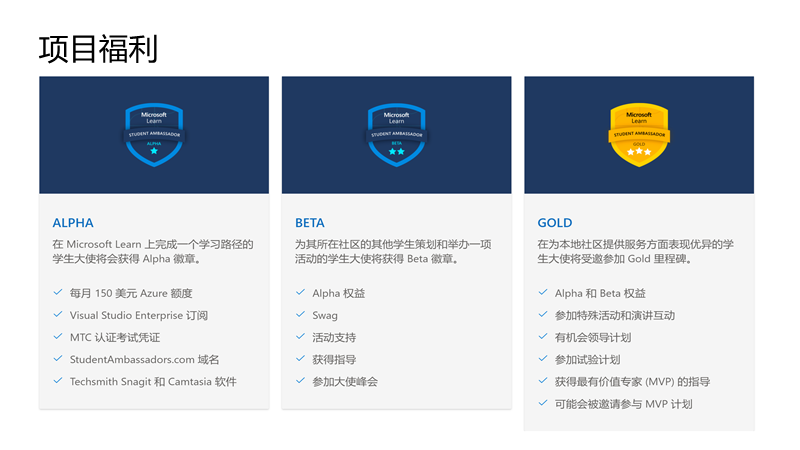 项目福利
Microsoft
Learn
STUDENT AMBASSADOR
ALPHA
Microsoft
Learn
STUDENT AMBASSADOR
BETA
Microsoft
Learn
STUDENT AMBASSADOR
GOLD
ALPHA
在 Microsoft Learn 上完成一个学习路径的
学生大使将会获得 Alpha 徽章。
每月 150 美元 Azure 额度
Visual Studio Enterprise 订阅
MTC 认证考试凭证
StudentAmbassadors.com 域名
Techsmith Snagit 和 Camtasia 软件
BETA
为其所在社区的其他学生策划和举办一项
活动的学生大使将获得 Beta 徽章。
Alpha 权益
Swag
活动支持
获得指导
参加大使峰会
GOLD
在为本地社区提供服务方面表现优异的学
生大使将受邀参加 Gold 里程碑。
Alpha 和 Beta 权益
参加特殊活动和演讲互动
有机会领导计划
参加试验计划
获得最有价值专家 (MVP) 的指导
可能会被邀请参与 MVP 计划